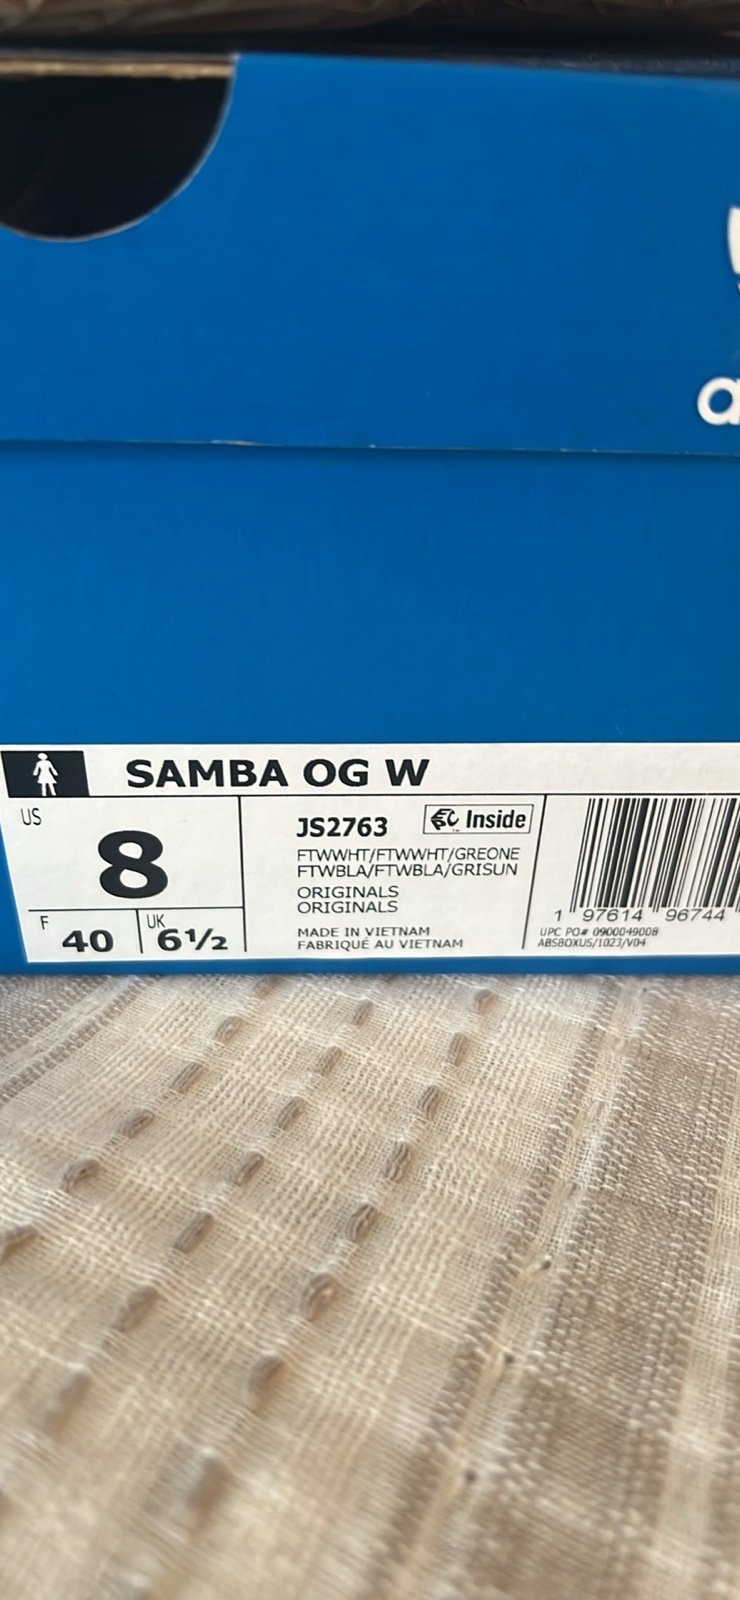 a
SAMBA OG W
US
8
F
40
UK
6½
JS2763
Inside
FTWWHT/FTWWHT/GREONE
FTWBLA/FTWBLA/GRISUN
ORIGINALS
ORIGINALS
MADE IN VIETNAM
FABRIQUÉ AU VIETNAM
1 97614 96744
UPC PO# 0900049008
ABSBOXUS/1023/V04